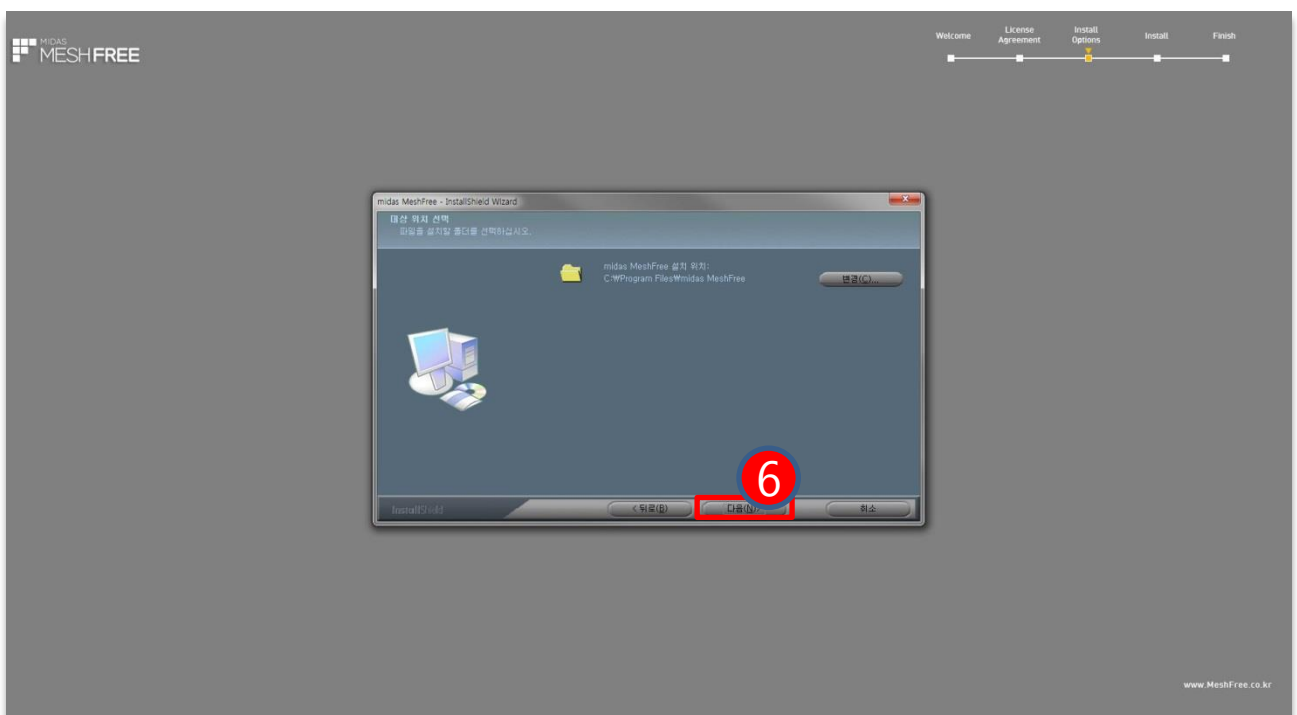 MIDAS
MESHFREE
Welcome
License
Agreement
Install
Options
Install
Finish
midas MeshFree - InstallShield Wizard
대상 위치 선택
파일을 설치할 폴더를 선택하십시오.
midas MeshFree 설치 위치:
C:₩Program Files₩midas MeshFree
변경(C)...
6
InstallShield
< 뒤로(B)
다음(N)
취소
www.MeshFree.co.kr